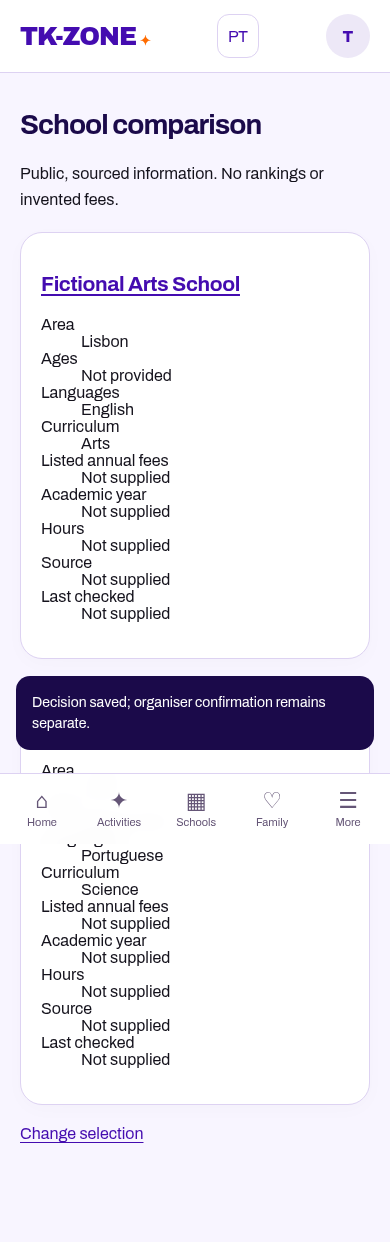 TK-ZONE
PT
T
School comparison
Public, sourced information. No rankings or
invented fees.
Fictional Arts School
Area
Lisbon
Ages
Not provided
Languages
English
Curriculum
Arts
Listed annual fees
Not supplied
Academic year
Not supplied
Hours
Not supplied
Source
Not supplied
Last checked
Not supplied
Decision saved; organiser confirmation remains
separate.
Area
Home
Activities
Schools
Family
More
Portuguese
Curriculum
Science
Listed annual fees
Not supplied
Academic year
Not supplied
Hours
Not supplied
Source
Not supplied
Last checked
Not supplied
Change selection